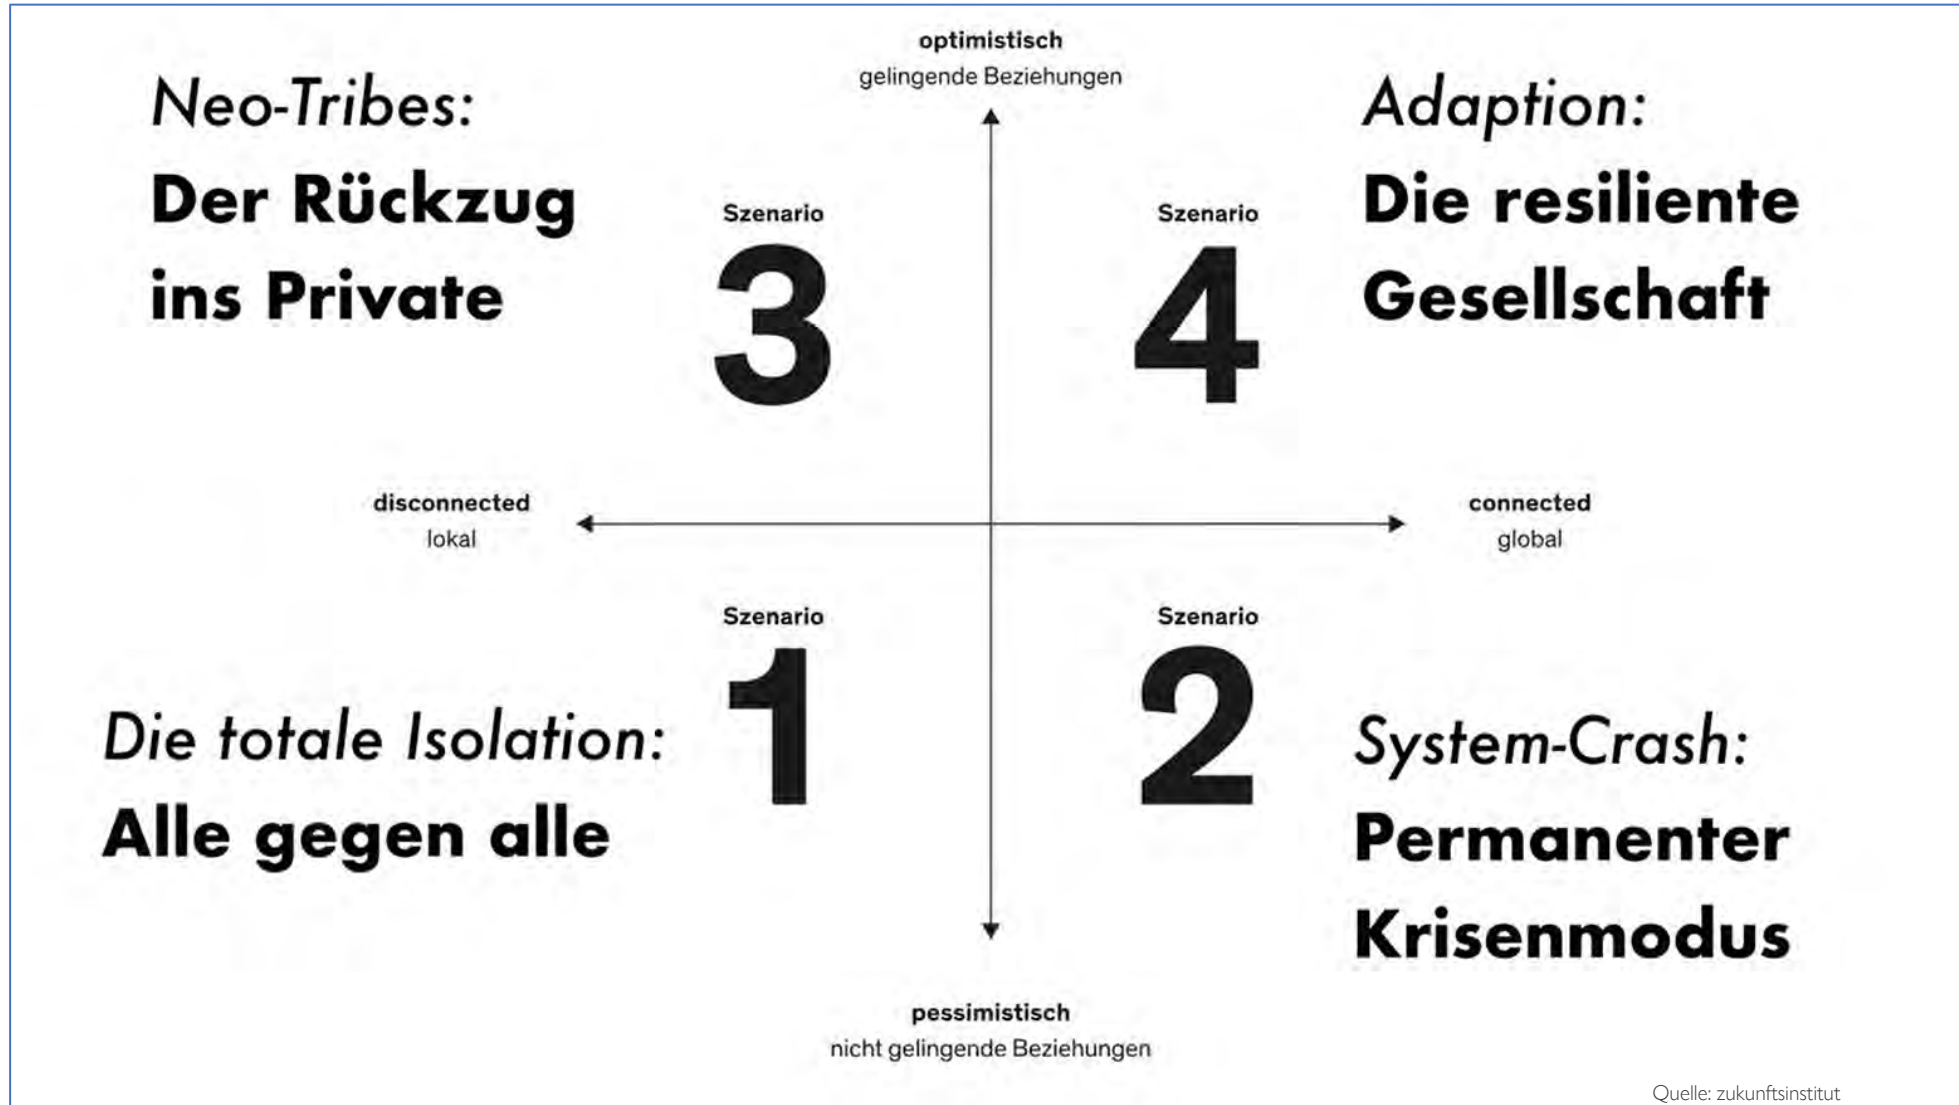 optimistisch
gelingende Beziehungen
Neo-Tribes:
Der Rückzug
ins Private
Szenario
3
Szenario
4
Adaption:
Die resiliente
Gesellschaft
disconnected
lokal
connected
global
Die totale Isolation:
Alle gegen alle
Szenario
1
Szenario
2
System-Crash:
Permanenter
Krisenmodus
pessimistisch
nicht gelingende Beziehungen
Quelle: zukunftsinstitut